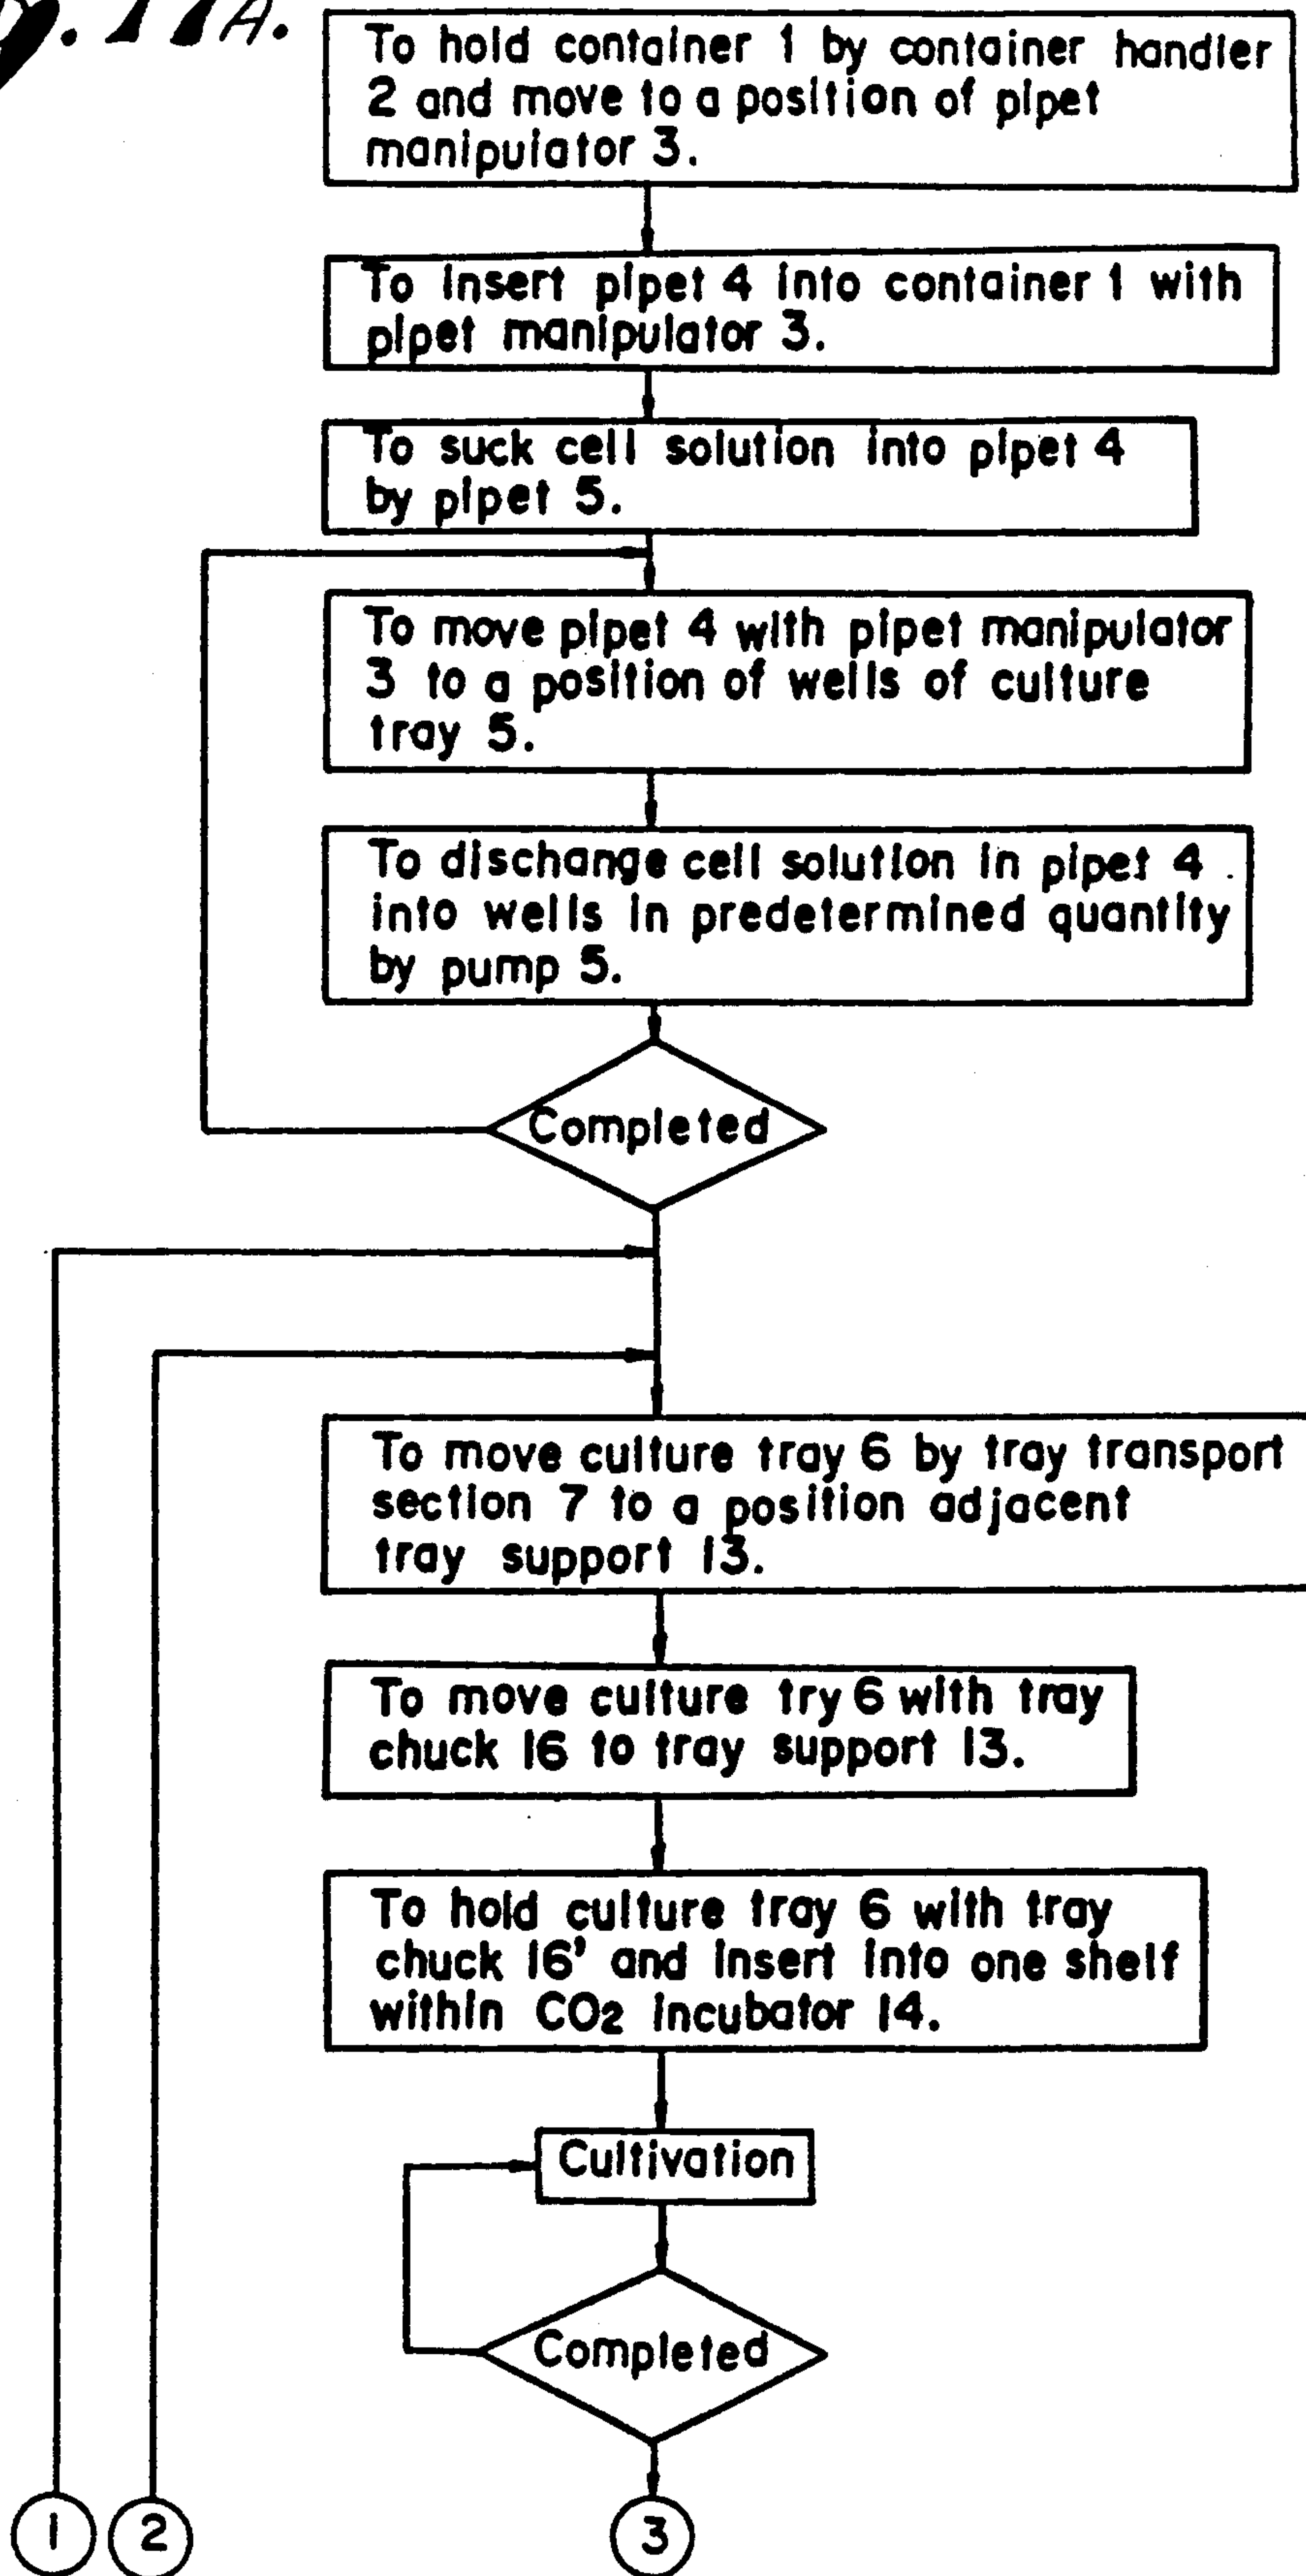 g. 11A.
To hold container 1 by container handler
2 and move to a position of pipet
manipulator 3.
To insert pipet 4 into container 1 with
pipet manipulator 3.
To suck cell solution into pipet 4
by pipet 5.
To move pipet 4 with pipet manipulator
3 to a position of wells of culture
tray 5.
To dischange cell solution in pipet 4
into wells in predetermined quantity
by pump 5.
Completed
To move culture tray 6 by tray transport
section 7 to a position adjacent
tray support 13.
To move culture try 6 with tray
chuck 16 to tray support 13.
To hold culture tray 6 with tray
chuck 16' and insert into one shelf
within CO2 incubator 14.
Cultivation
Completed
1 2 3